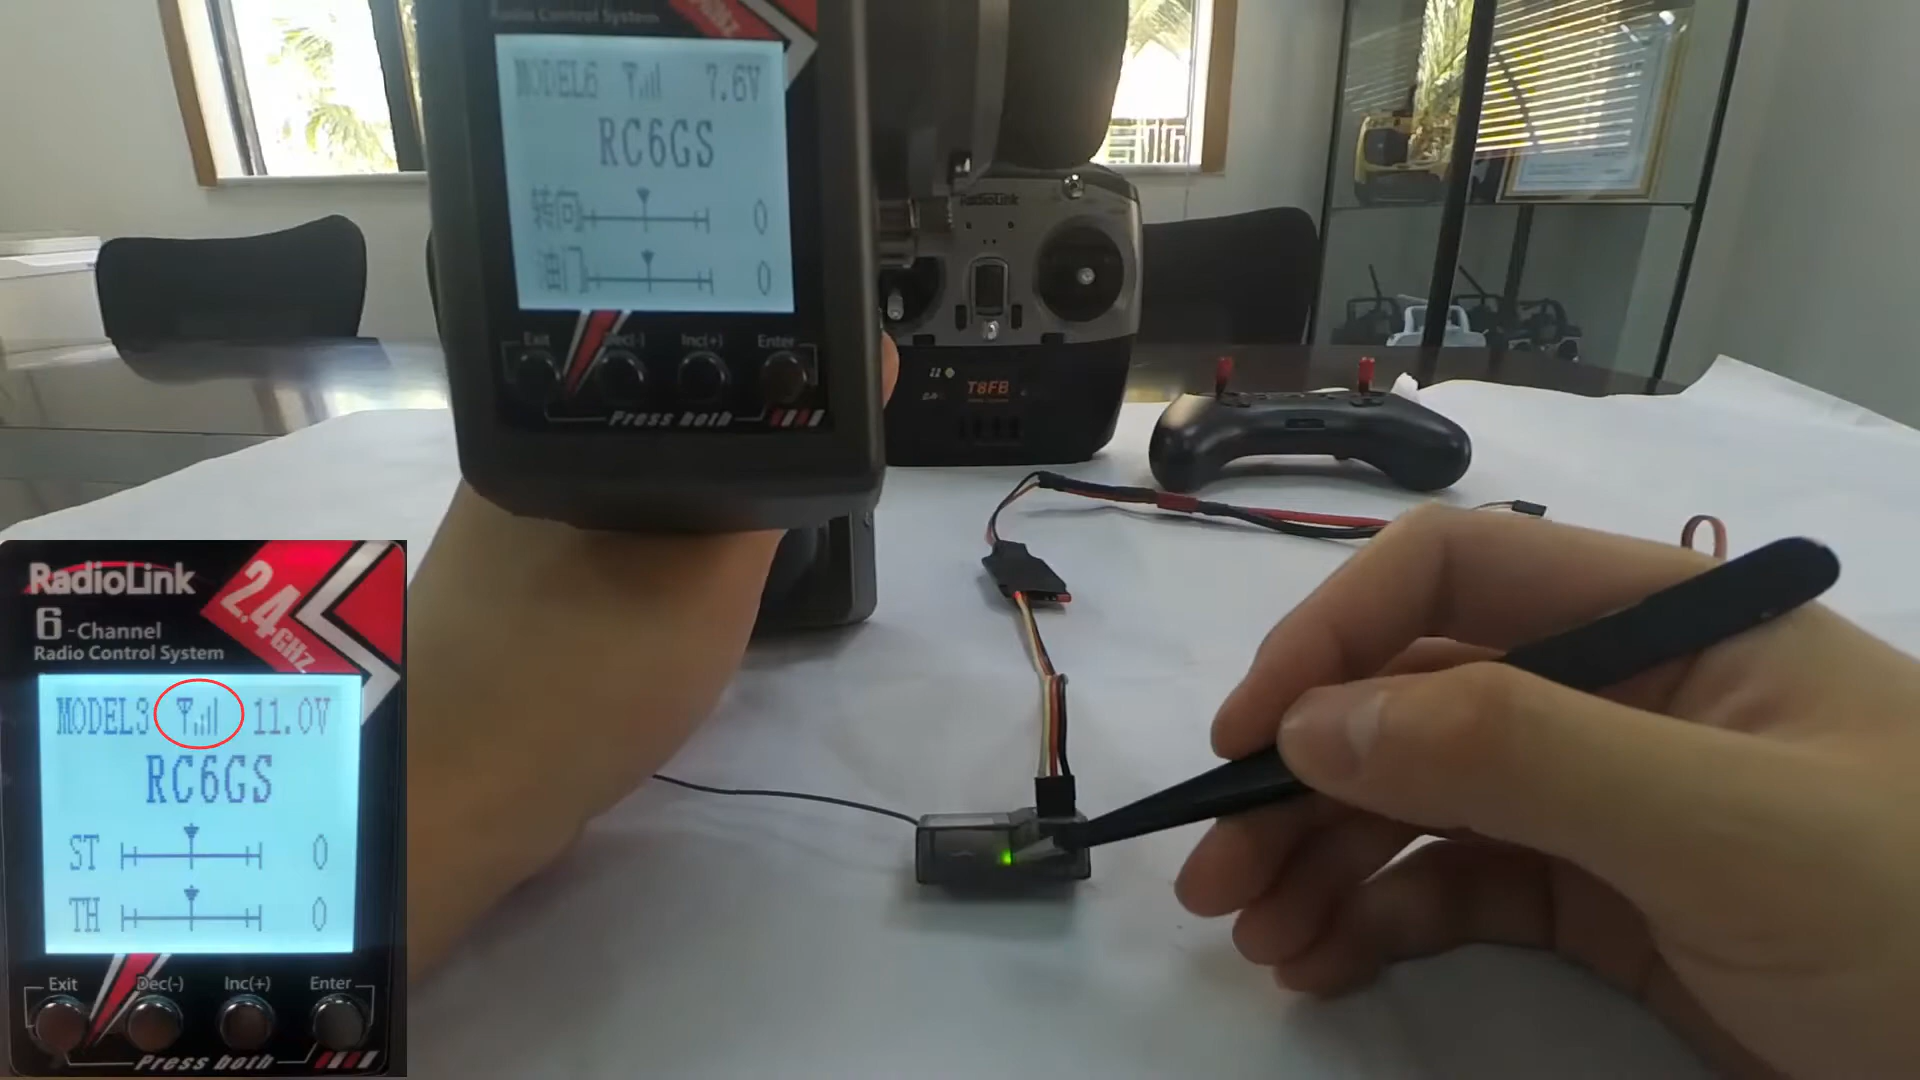 Radio Control System
MODEL6 7.6V
RC6GS
转向 0
油门 0
Exit Dec(-) Inc(+) Enter
Press both
RadioLink
T8FB
RadioLink
2.4GHz
6-Channel
Radio Control System
MODEL3 11.0V
RC6GS
ST 0
TH 0
Exit Dec(-) Inc(+) Enter
Press both